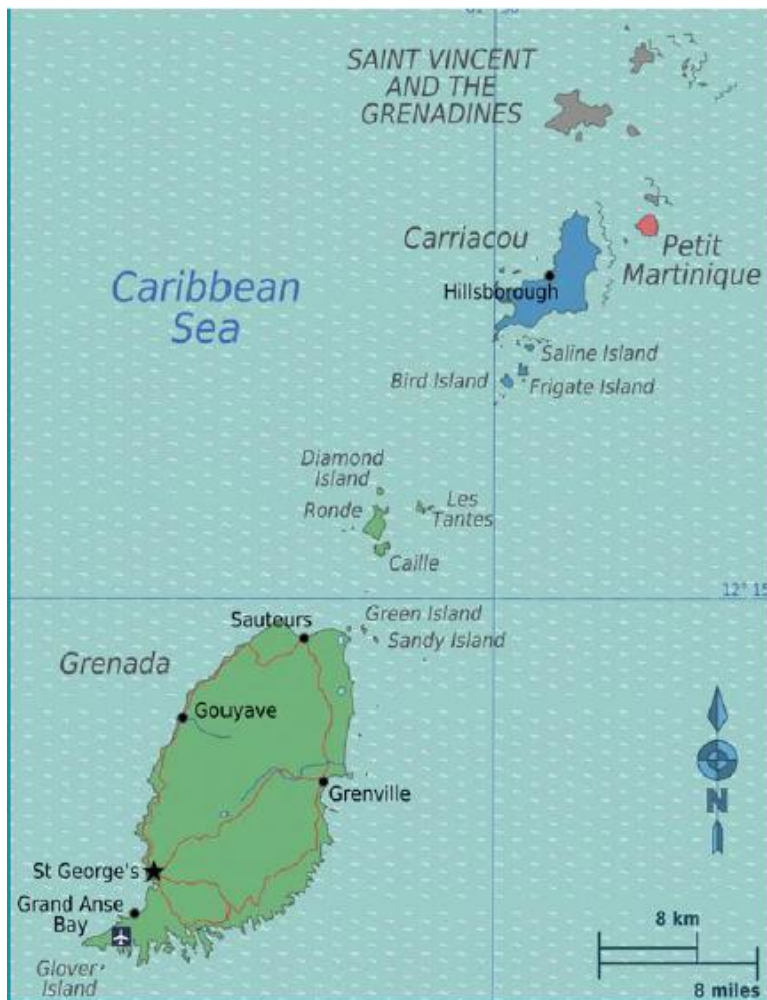 SAINT VINCENT
AND THE
GRENADINES
Carriacou
Petit
Martinique
Hillsborough
Caribbean
Sea
Saline Island
Bird Island
Frigate Island
Diamond
Island
Ronde
Les
Tantes
Caille
12° 15
Green Island
Sauteurs
Sandy Island
Grenada
Gouyave
Grenville
N
St George's
Grand Anse
Bay
8 km
Glover
Island
8 miles